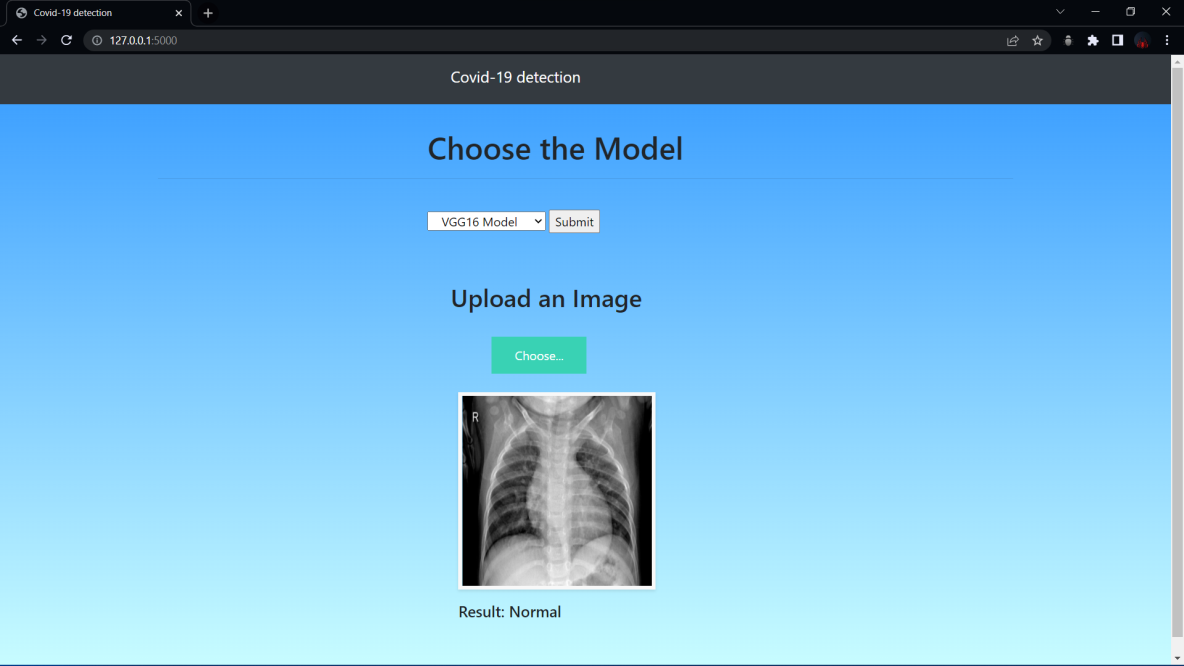 Covid-19 detection
127.0.0.1:5000
Covid-19 detection
Choose the Model
VGG16 Model Submit
Upload an Image
Choose...
R
Result: Normal